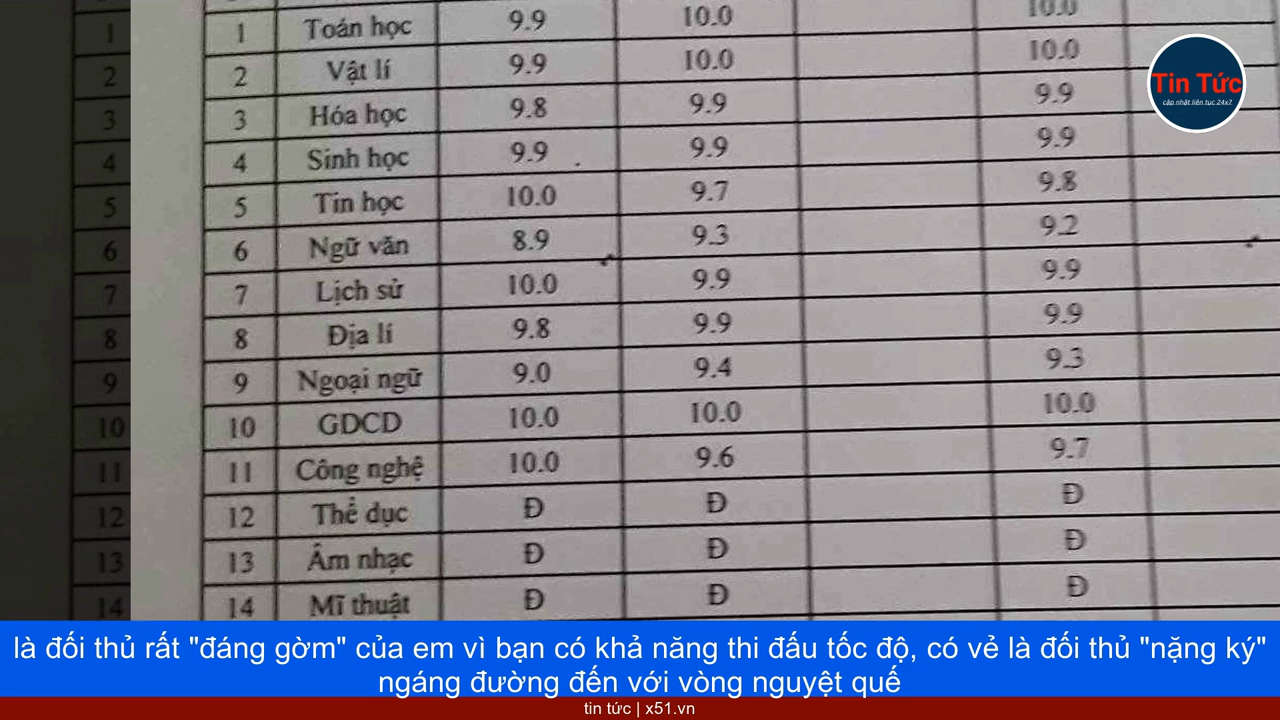 1 1 Toán học 9.9 10.0 10.0
2 2 Vật lí 9.9 10.0 10.0
3 3 Hóa học 9.8 9.9 9.9
4 4 Sinh học 9.9 9.9 9.9
5 5 Tin học 10.0 9.7 9.8
6 6 Ngữ văn 8.9 9.3 9.2
7 7 Lịch sử 10.0 9.9 9.9
8 8 Địa lí 9.8 9.9 9.9
9 9 Ngoại ngữ 9.0 9.4 9.3
10 10 GDCD 10.0 10.0 10.0
11 11 Công nghệ 10.0 9.6 9.7
12 12 Thể dục Đ Đ Đ
13 13 Âm nhạc Đ Đ Đ
14 14 Mĩ thuật Đ Đ Đ
Tin Tức
cập nhật liên tục 24x7
là đối thủ rất "đáng gờm" của em vì bạn có khả năng thi đấu tốc độ, có vẻ là đối thủ "nặng ký"
ngáng đường đến với vòng nguyệt quế
tin tức | x51.vn